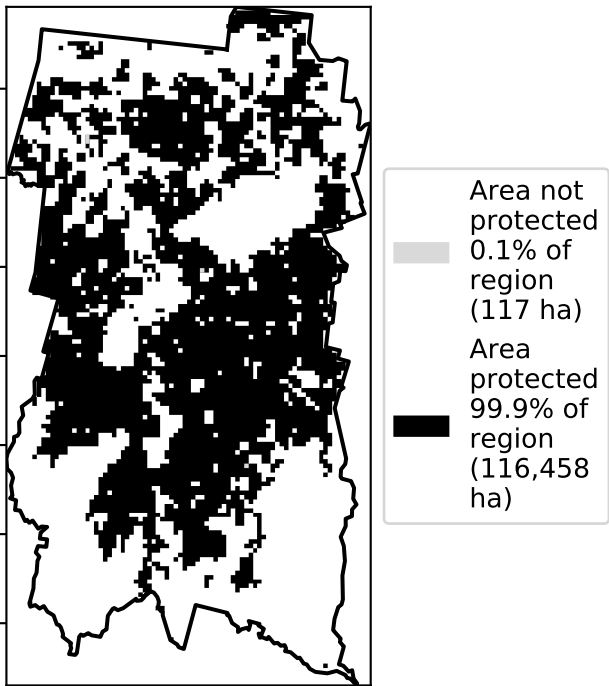 Area not
protected
0.1% of
region
(117 ha)
Area
protected
99.9% of
region
(116,458
ha)